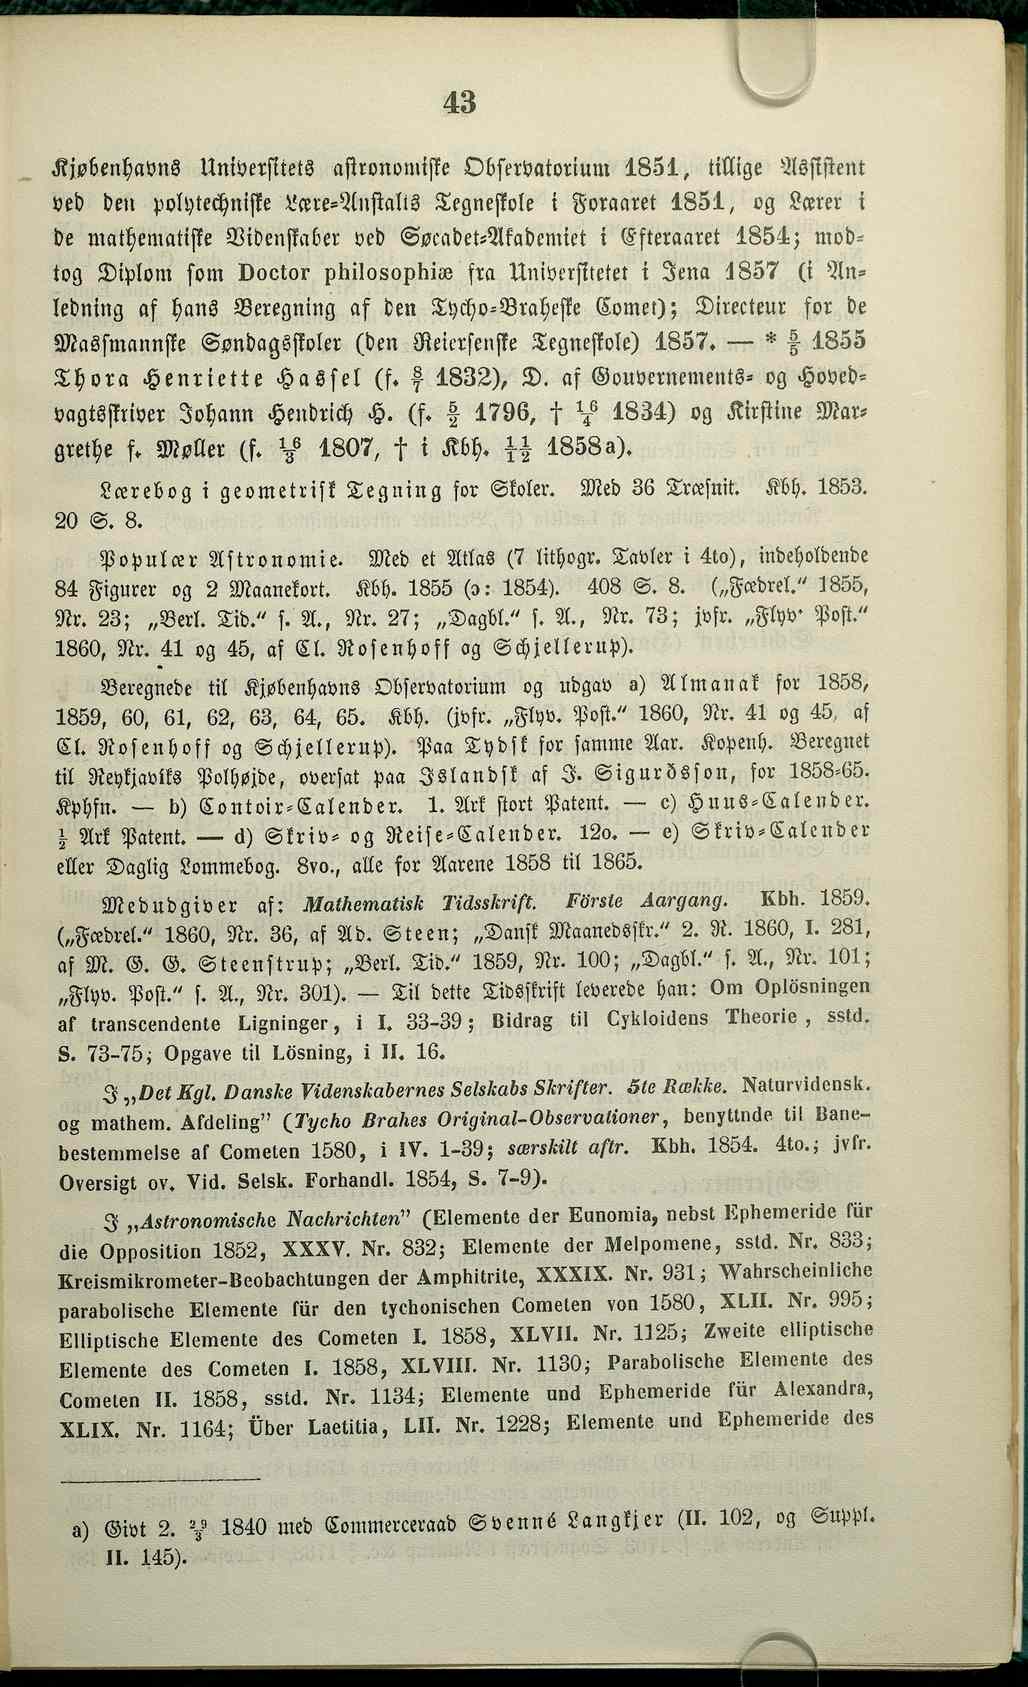 43
Kjøbenhavns Universitets astronomiske Observatorium 1851, tillige Assistent
ved den polytechniske Lære-Anstalts Tegneskole i Foraaret 1851, og Lærer i
de mathematiske Videnskaber ved Søcadet-Akademiet i Efteraaret 1854; mod-
tog Diplom som Doctor philosophiæ fra Universitetet i Jena 1857 (i An-
ledning af hans Beregning af den Tycho-Braheske Comet); Directeur for de
Massmannske Søndagsskoler (den Reiersenske Tegneskole) 1857. — * 5/5 1855
Thora Henriette Hassel (f. 8/7 1832), D. af Gouvernements- og Hoved-
vagtsskriver Johann Hendrich H. (f. 5/2 1796, † 16/4 1834) og Kirstine Mar-
grethe f. Møller (f. 16/3 1807, † i Kbh. 11/12 1858 a).
Lærebog i geometrisk Tegning for Skoler. Med 36 Træsnit. Kbh. 1853.
20 S. 8.
Populær Astronomie. Med et Atlas (7 lithogr. Tavler i 4to), indeholdende
84 Figurer og 2 Maanekort. Kbh. 1855 (ɔ: 1854). 408 S. 8. („Fædrel.“ 1855,
Nr. 23; „Berl. Tid.“ s. A., Nr. 27; „Dagbl.“ s. A., Nr. 73; jvfr. „Flyv· Post.“
1860, Nr. 41 og 45, af Cl. Rosenhoff og Schjellerup).
Beregnede til Kjøbenhavns Observatorium og udgav a) Almanak for 1858,
1859, 60, 61, 62, 63, 64, 65. Kbh. (jvfr. „Flyv. Post.“ 1860, Nr. 41 og 45, af
Cl. Rosenhoff og Schjellerup). Paa Tydsk for samme Aar. Kopenh. Beregnet
til Reykjaviks Polhøjde, oversat paa Islandsk af J. Sigurðsson, for 1858-65.
Kphfn. — b) Contoir-Calender. 1. Ark stort Patent. — c) Huus-Calender.
1/2 Ark Patent. — d) Skriv- og Reise-Calender. 12o. — e) Skriv-Calender
eller Daglig Lommebog. 8vo., alle for Aarene 1858 til 1865.
Medudgiver af: Mathematisk Tidsskrift. Förste Aargang. Kbh. 1859.
(„Fædrel.“ 1860, Nr. 36, af Ad. Steen; „Dansk Maanedsskr.“ 2. R. 1860, I. 281,
af M. G. G. Steenstrup; „Berl. Tid.“ 1859, Nr. 100; „Dagbl.“ s. A., Nr. 101;
„Flyv. Post.“ s. A., Nr. 301). — Til dette Tidsskrift leverede han: Om Oplösningen
af transcendente Ligninger, i I. 33-39; Bidrag til Cykloidens Theorie, sstd.
S. 73-75; Opgave til Lösning, i II. 16.
I „Det Kgl. Danske Videnskabernes Selskabs Skrifter. 5te Række. Naturvidensk.
og mathem. Afdeling” (Tycho Brahes Original-Observationer, benyttnde til Bane-
bestemmelse af Cometen 1580, i IV. 1-39; særskilt aftr. Kbh. 1854. 4to.; jvfr.
Oversigt ov. Vid. Selsk. Forhandl. 1854, S. 7-9).
I „Astronomische Nachrichten” (Elemente der Eunomia, nebst Ephemeride für
die Opposition 1852, XXXV. Nr. 832; Elemente der Melpomene, sstd. Nr. 833;
Kreismikrometer-Beobachtungen der Amphitrite, XXXIX. Nr. 931; Wahrscheinliche
parabolische Elemente für den tychonischen Cometen von 1580, XLII. Nr. 995;
Elliptische Elemente des Cometen I. 1858, XLVII. Nr. 1125; Zweite elliptische
Elemente des Cometen I. 1858, XLVIII. Nr. 1130; Parabolische Elemente des
Cometen II. 1858, sstd. Nr. 1134; Elemente und Ephemeride für Alexandra,
XLIX. Nr. 1164; Über Laetitia, LII. Nr. 1228; Elemente und Ephemeride des
a) Givt 2. 29/3 1840 med Commerceraad Svenné Langkjer (II. 102, og Suppl.
II. 145).